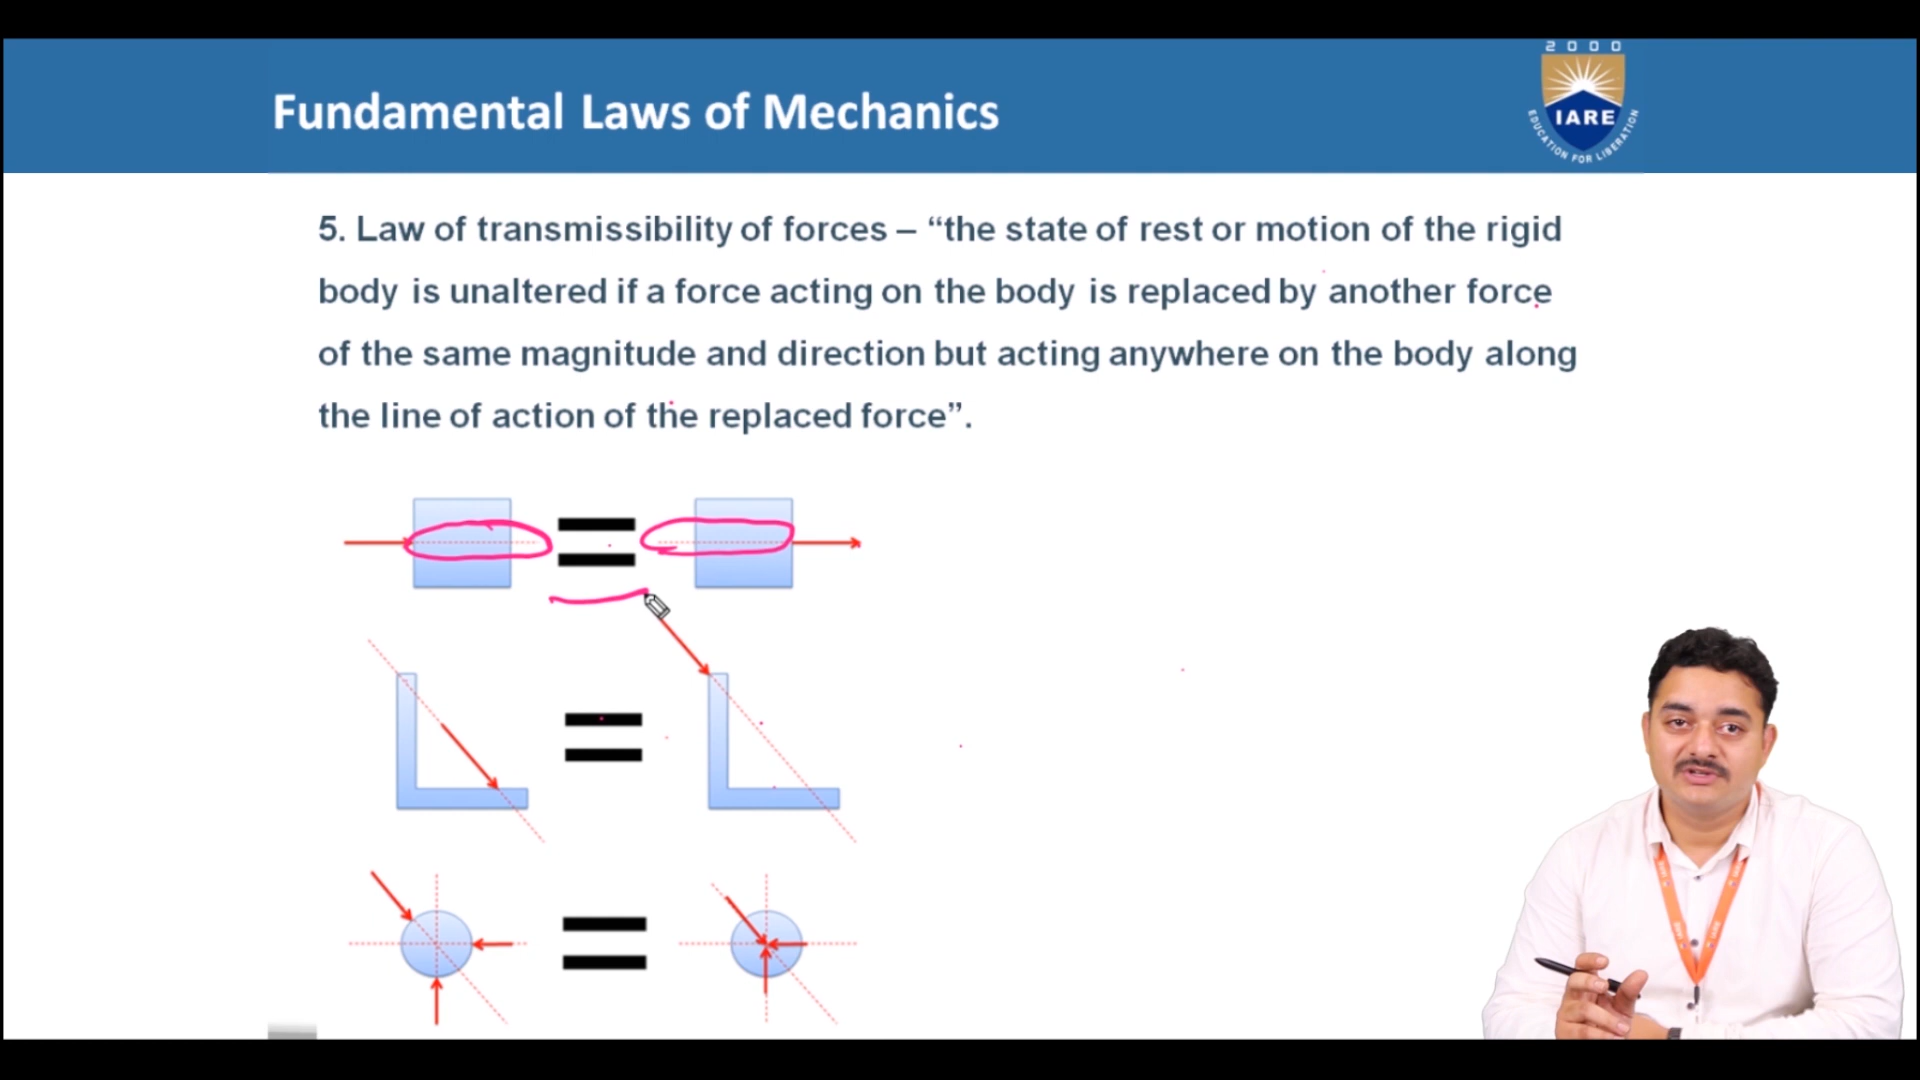 2000
IARE
EDUCATION FOR LIBERATION
Fundamental Laws of Mechanics
5. Law of transmissibility of forces – “the state of rest or motion of the rigid
body is unaltered if a force acting on the body is replaced by another force
of the same magnitude and direction but acting anywhere on the body along
the line of action of the replaced force”.